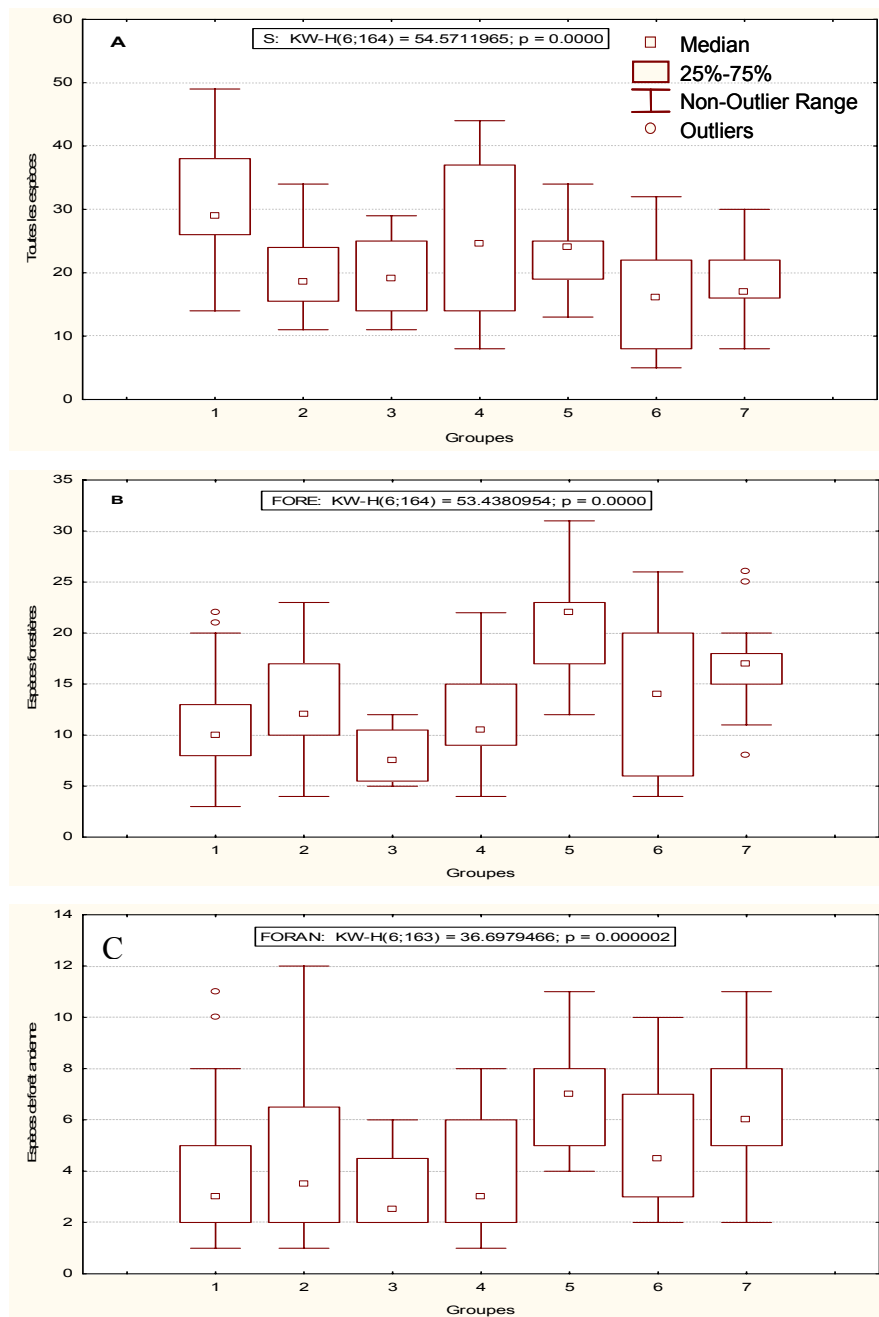 A
S: KW-H(6;164) = 54.5711965; p = 0.0000
Median
25%-75%
Non-Outlier Range
Outliers
60
50
40
30
20
10
0
Toutes les espèces
1 2 3 4 5 6 7
Groupes
B
FORE: KW-H(6;164) = 53.4380954; p = 0.0000
35
30
25
20
15
10
5
0
Espèces forestières
1 2 3 4 5 6 7
Groupes
C
FORAN: KW-H(6;163) = 36.6979466; p = 0.000002
14
12
10
8
6
4
2
0
Espèces de forêt ancienne
1 2 3 4 5 6 7
Groupes